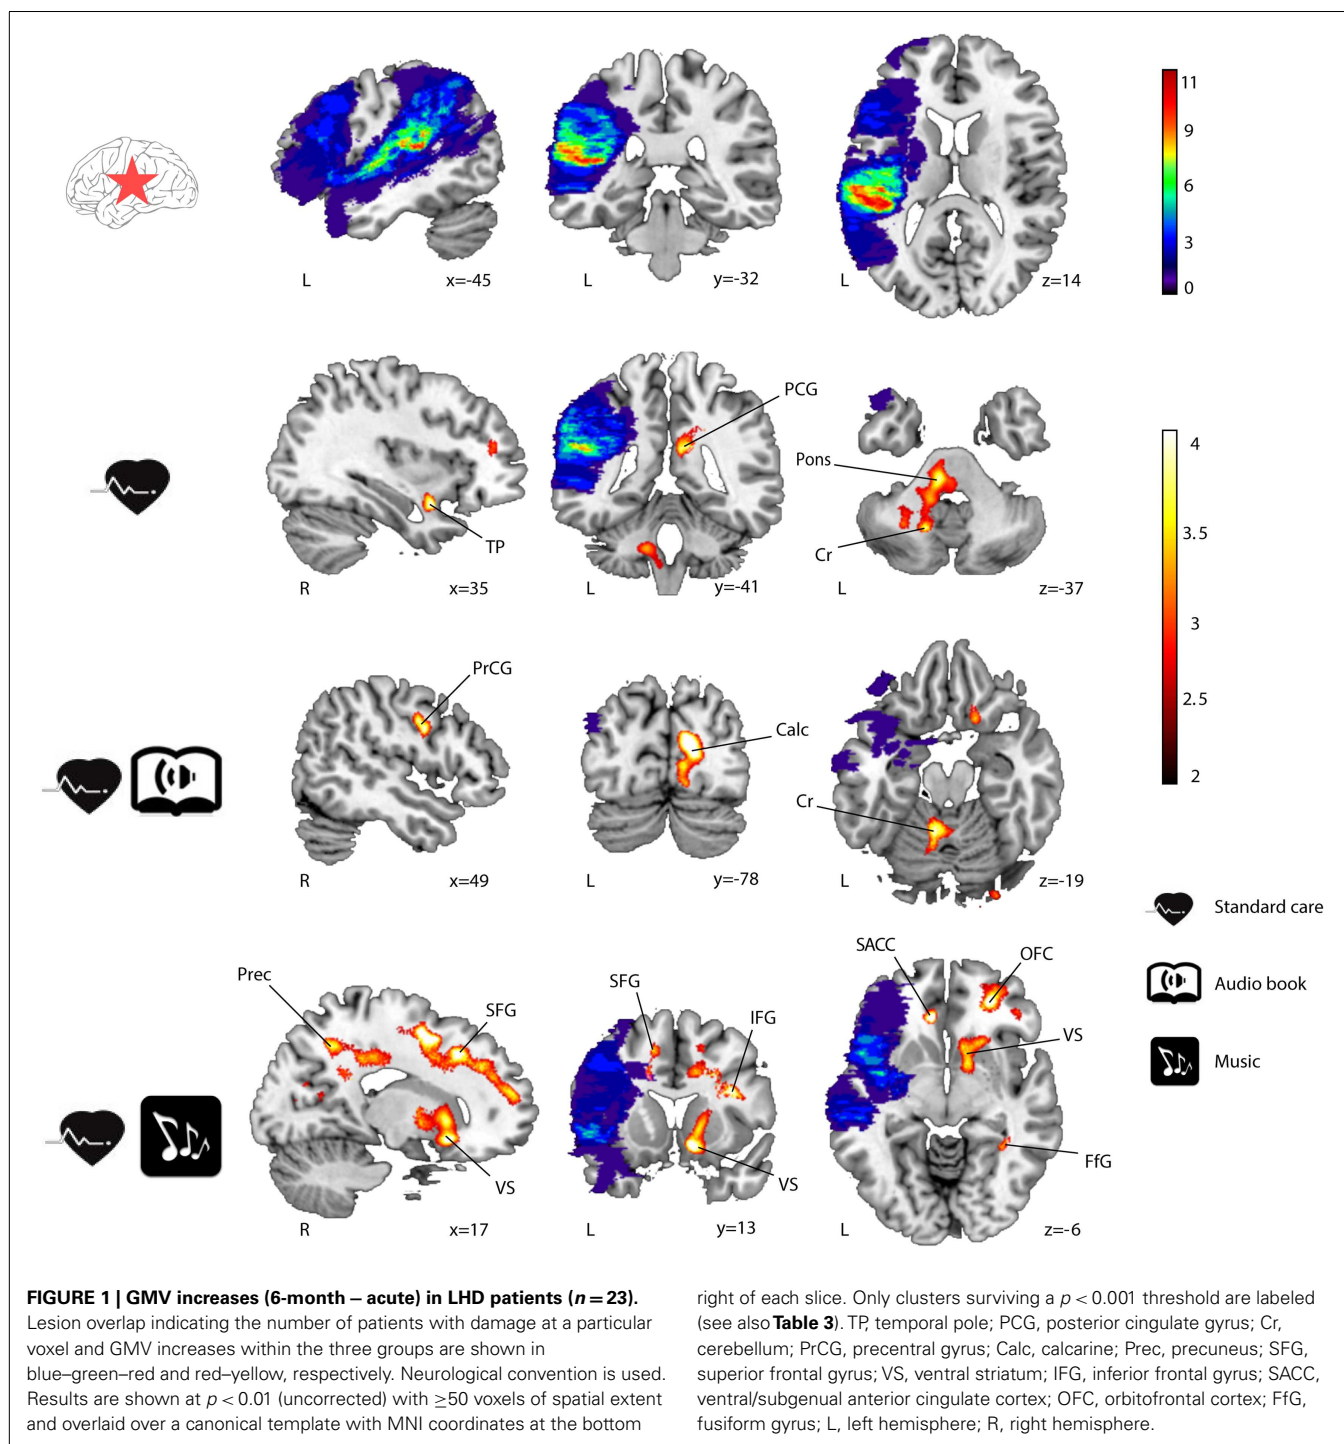 L x=-45 L y=-32 L z=14
11
9
6
3
0
PCG
Pons
TP
Cr
R x=35 L y=-41 L z=-37
4
3.5
3
2.5
2
PrCG
Calc
Cr
R x=49 L y=-78 L z=-19
Standard care
Audio book
Music
SACC
OFC
Prec
SFG
SFG
IFG
VS
FfG
VS
VS
R x=17 L y=13 L z=-6
FIGURE 1 | GMV increases (6-month – acute) in LHD patients (n = 23).
Lesion overlap indicating the number of patients with damage at a particular
voxel and GMV increases within the three groups are shown in
blue–green–red and red–yellow, respectively. Neurological convention is used.
Results are shown at p < 0.01 (uncorrected) with ≥50 voxels of spatial extent
and overlaid over a canonical template with MNI coordinates at the bottom
right of each slice. Only clusters surviving a p < 0.001 threshold are labeled
(see also Table 3). TP, temporal pole; PCG, posterior cingulate gyrus; Cr,
cerebellum; PrCG, precentral gyrus; Calc, calcarine; Prec, precuneus; SFG,
superior frontal gyrus; VS, ventral striatum; IFG, inferior frontal gyrus; SACC,
ventral/subgenual anterior cingulate cortex; OFC, orbitofrontal cortex; FfG,
fusiform gyrus; L, left hemisphere; R, right hemisphere.